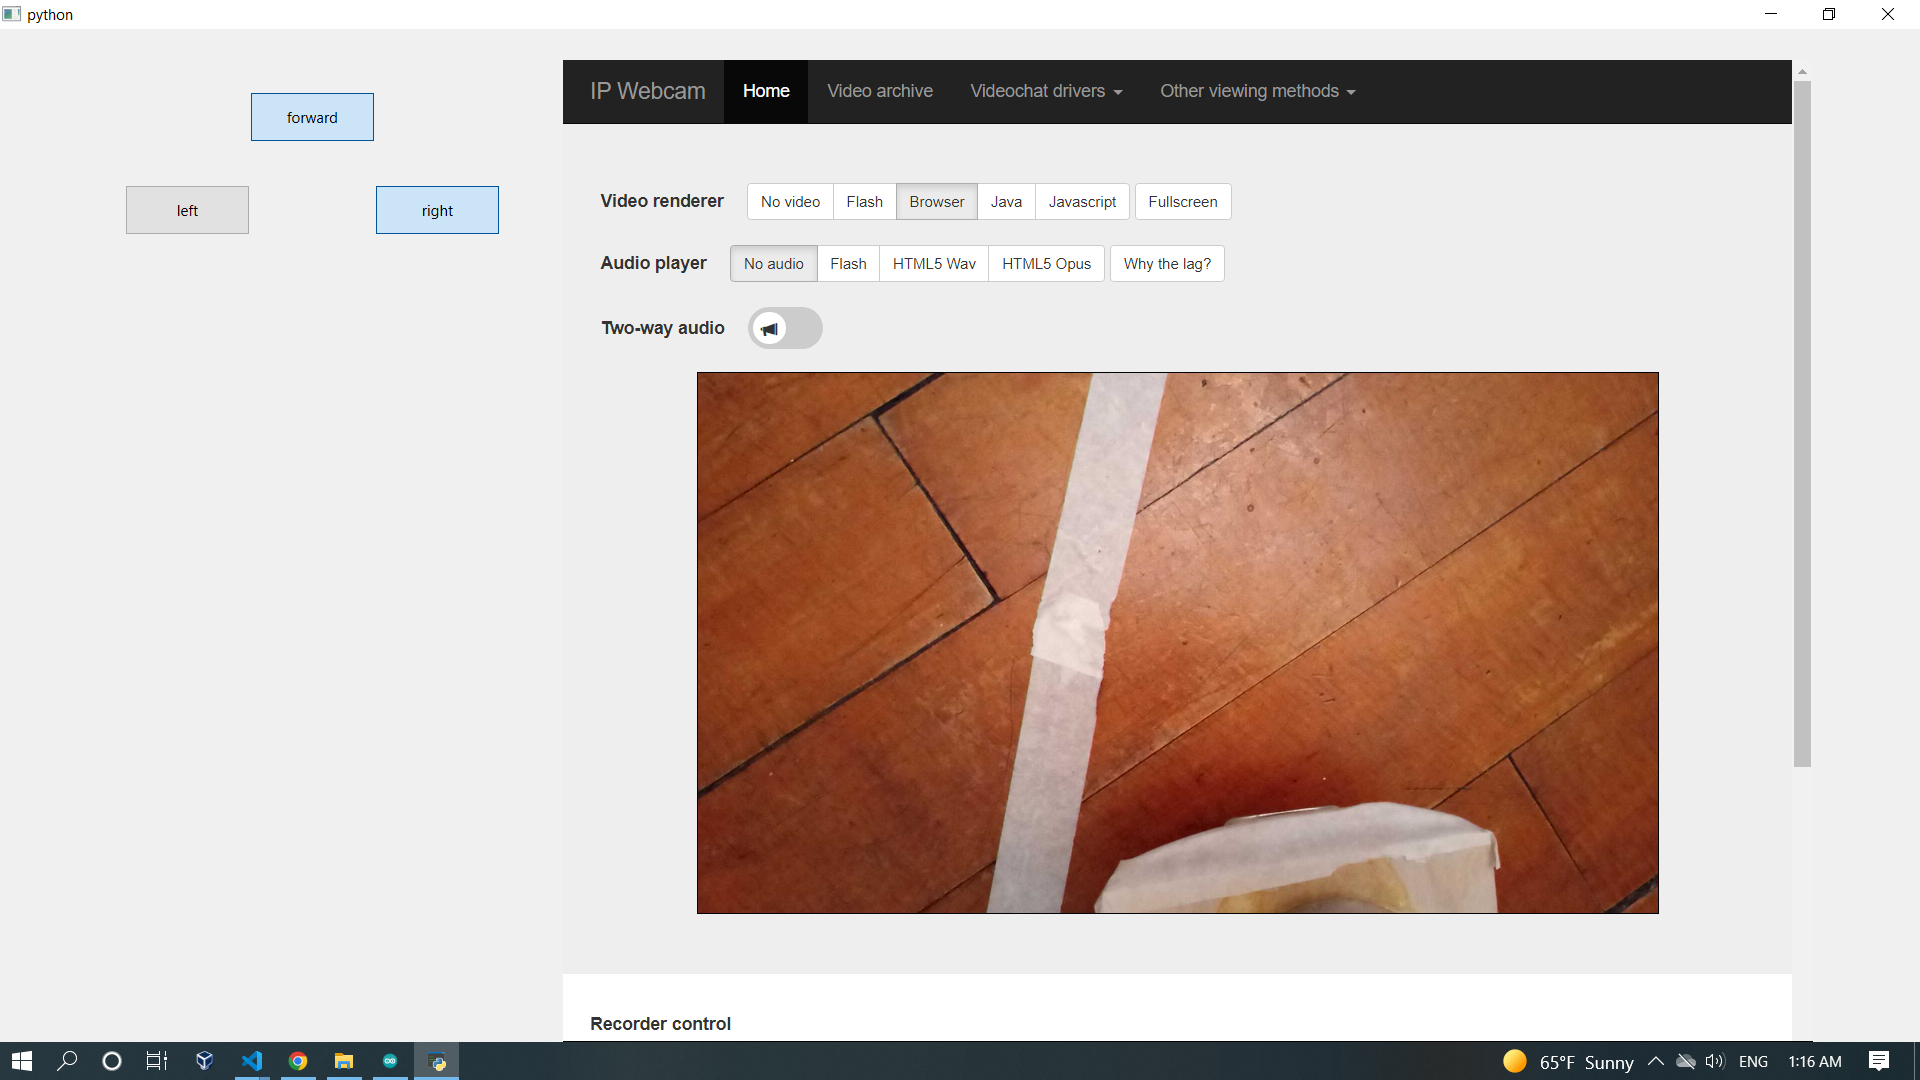 python
forward
left
right
IP Webcam Home Video archive Videochat drivers Other viewing methods
Video renderer No video Flash Browser Java Javascript Fullscreen
Audio player No audio Flash HTML5 Wav HTML5 Opus Why the lag?
Two-way audio
Recorder control
65°F Sunny ENG 1:16 AM